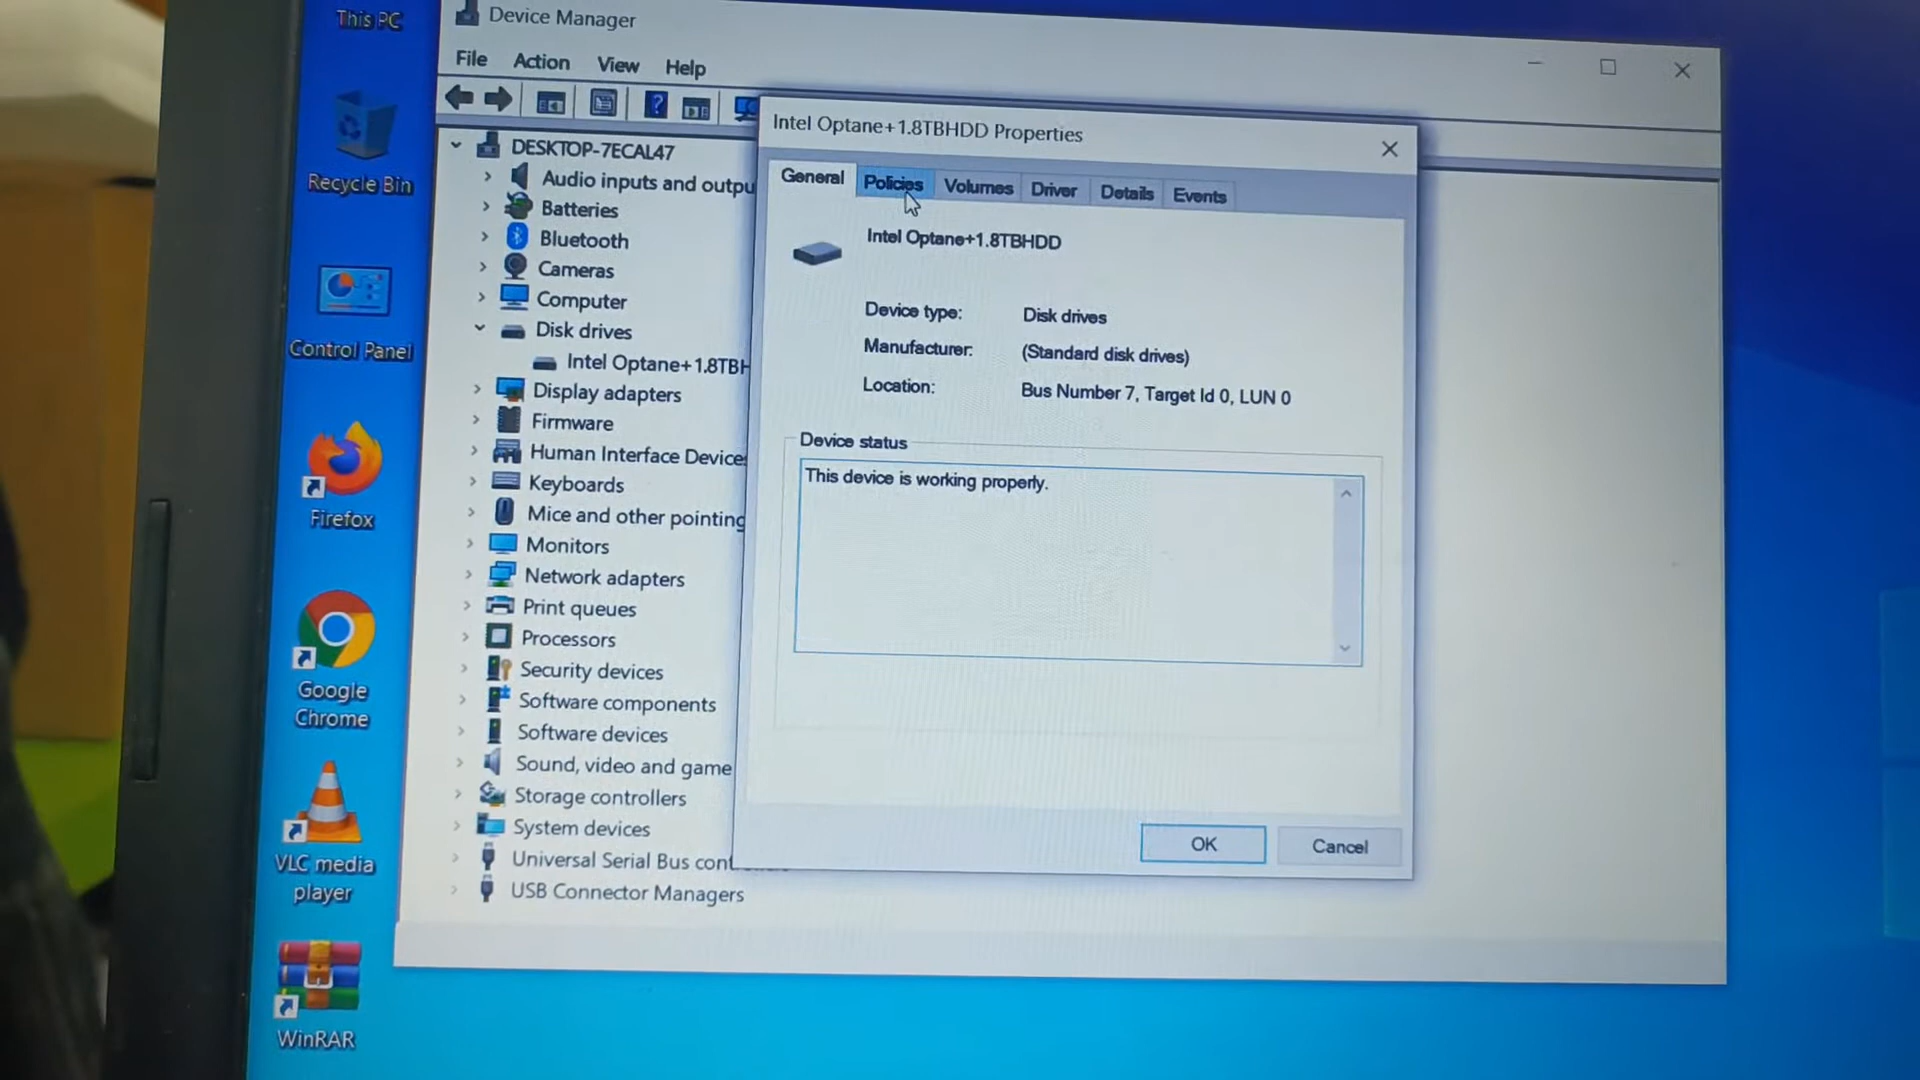 This PC
Recycle Bin
Control Panel
Firefox
Google
Chrome
VLC media
player
WinRAR
Device Manager
File Action View Help
DESKTOP-7ECAL47
Audio inputs and outpu
Batteries
Bluetooth
Cameras
Computer
Disk drives
Intel Optane+1.8TBH
Display adapters
Firmware
Human Interface Device
Keyboards
Mice and other pointing
Monitors
Network adapters
Print queues
Processors
Security devices
Software components
Software devices
Sound, video and game
Storage controllers
System devices
Universal Serial Bus cont
USB Connector Managers
Intel Optane+1.8TBHDD Properties
General Policies Volumes Driver Details Events
Intel Optane+1.8TBHDD
Device type: Disk drives
Manufacturer: (Standard disk drives)
Location: Bus Number 7, Target Id 0, LUN 0
Device status
This device is working properly.
OK Cancel